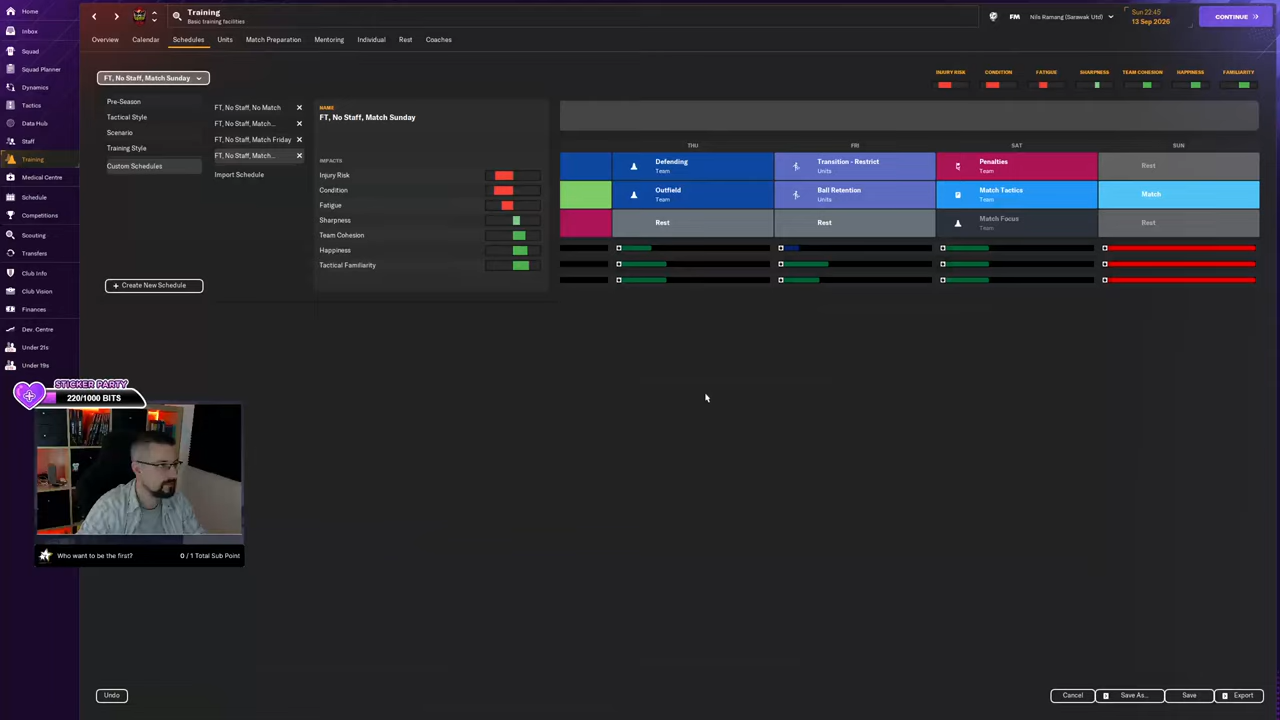 Home
Training
Basic training facilities
FM
Nils Ramang (Sarawak Utd)
Sun 22:45
13 Sep 2026
CONTINUE
Inbox
Squad
Squad Planner
Dynamics
Tactics
Data Hub
Staff
Training
Medical Centre
Schedule
Competitions
Scouting
Transfers
Club Info
Club Vision
Finances
Dev. Centre
Under 21s
Under 19s
Overview
Calendar
Schedules
Units
Match Preparation
Mentoring
Individual
Rest
Coaches
FT, No Staff, Match Sunday
INJURY RISK
CONDITION
FATIGUE
SHARPNESS
TEAM COHESION
HAPPINESS
FAMILIARITY
Pre-Season
Tactical Style
Scenario
Training Style
Custom Schedules
Create New Schedule
FT, No Staff, No Match
FT, No Staff, Match...
FT, No Staff, Match Friday
FT, No Staff, Match...
Import Schedule
NAME
FT, No Staff, Match Sunday
IMPACTS
Injury Risk
Condition
Fatigue
Sharpness
Team Cohesion
Happiness
Tactical Familiarity
THU
FRI
SAT
SUN
Defending
Team
Transition - Restrict
Units
Penalties
Team
Rest
Outfield
Team
Ball Retention
Units
Match Tactics
Team
Match
Rest
Rest
Match Focus
Team
Rest
STICKER PARTY
220/1000 BITS
Who want to be the first?
0 / 1 Total Sub Point
Undo
Cancel
Save As...
Save
Export